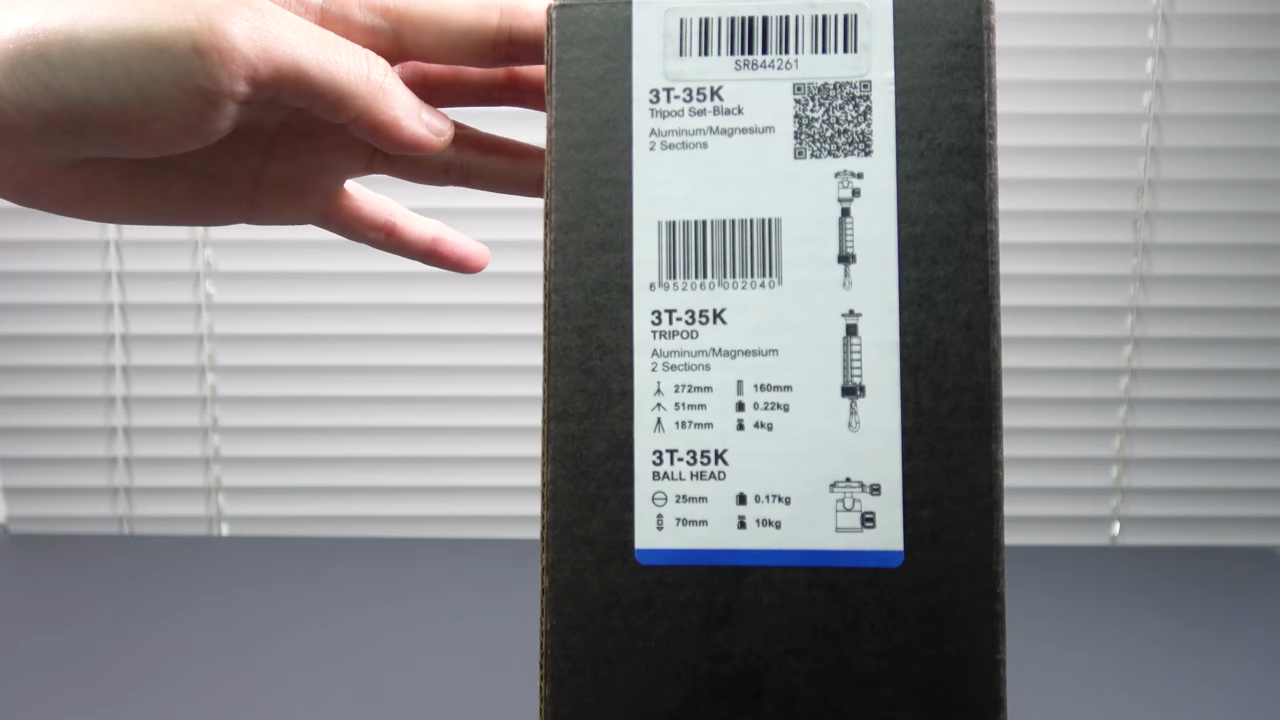 SR844261
3T-35K
Tripod Set-Black
Aluminum/Magnesium
2 Sections
6 952060 002040
3T-35K
TRIPOD
Aluminum/Magnesium
2 Sections
272mm 160mm
51mm 0.22kg
187mm 4kg
3T-35K
BALL HEAD
25mm 0.17kg
70mm 10kg